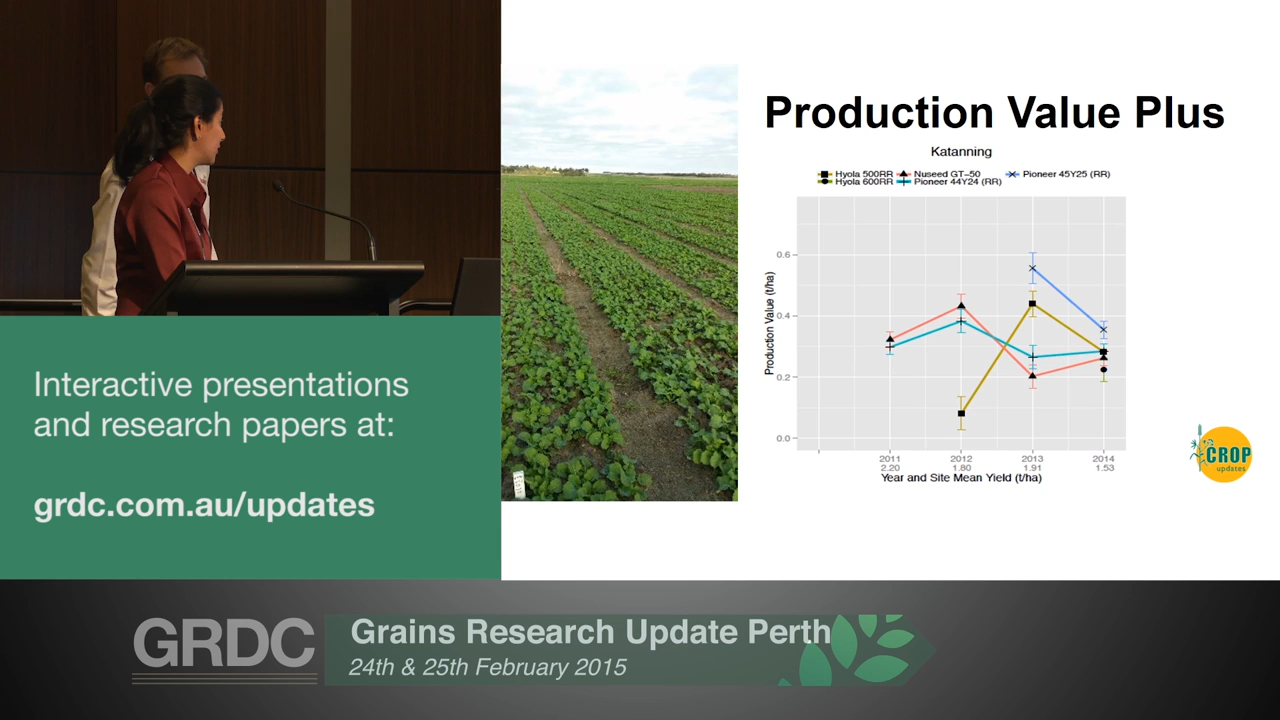 Production Value Plus
Katanning
Hyola 500RR Nuseed GT-50 Pioneer 45Y25 (RR)
Hyola 600RR Pioneer 44Y24 (RR)
Production Value (t/ha)
0.6
0.4
0.2
0.0
2011 2012 2013 2014
2.20 1.80 1.91 1.53
Year and Site Mean Yield (t/ha)
CROP
updates
Interactive presentations
and research papers at:
grdc.com.au/updates
GRDC
Grains Research Update Perth
24th & 25th February 2015